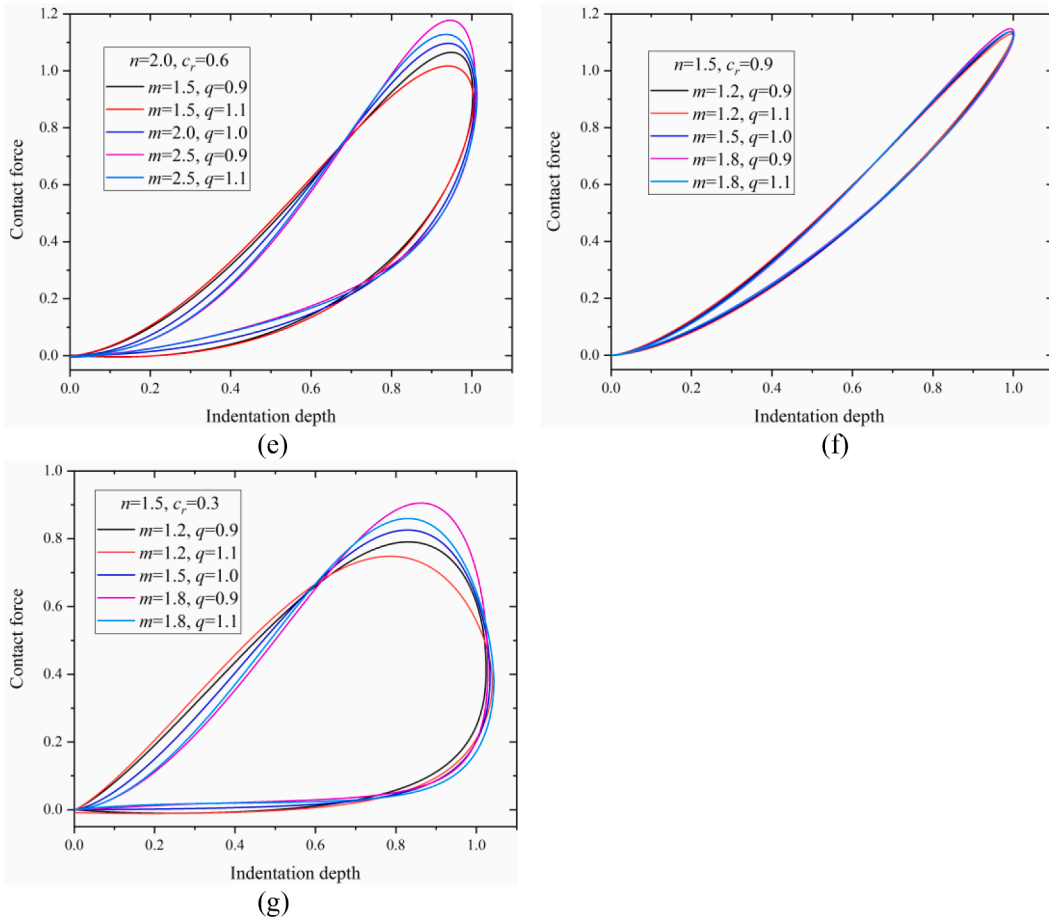 1.2
1.0
0.8
0.6
0.4
0.2
0.0
Contact force
n=2.0, c_r=0.6
m=1.5, q=0.9
m=1.5, q=1.1
m=2.0, q=1.0
m=2.5, q=0.9
m=2.5, q=1.1
0.0 0.2 0.4 0.6 0.8 1.0
Indentation depth
(e)
1.2
1.0
0.8
0.6
0.4
0.2
0.0
Contact force
n=1.5, c_r=0.9
m=1.2, q=0.9
m=1.2, q=1.1
m=1.5, q=1.0
m=1.8, q=0.9
m=1.8, q=1.1
0.0 0.2 0.4 0.6 0.8 1.0
Indentation depth
(f)
1.0
0.8
0.6
0.4
0.2
0.0
Contact force
n=1.5, c_r=0.3
m=1.2, q=0.9
m=1.2, q=1.1
m=1.5, q=1.0
m=1.8, q=0.9
m=1.8, q=1.1
0.0 0.2 0.4 0.6 0.8 1.0
Indentation depth
(g)